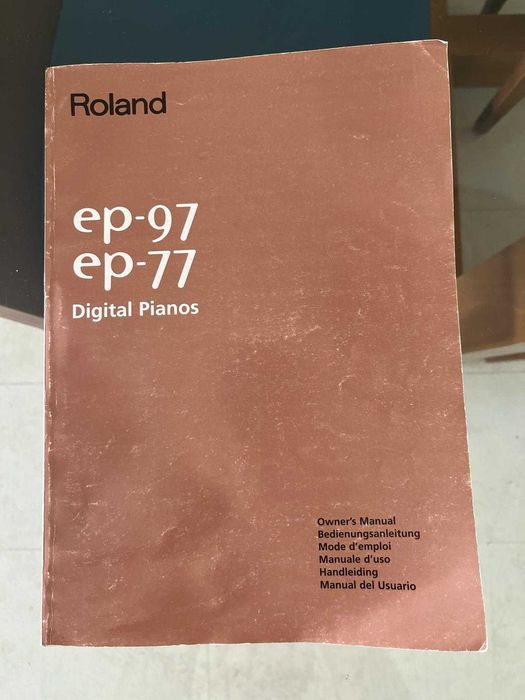 Roland
ep-97
ep-77
Digital Pianos
Owner's Manual
Bedienungsanleitung
Mode d'emploi
Manuale d'uso
Handleiding
Manual del Usuario